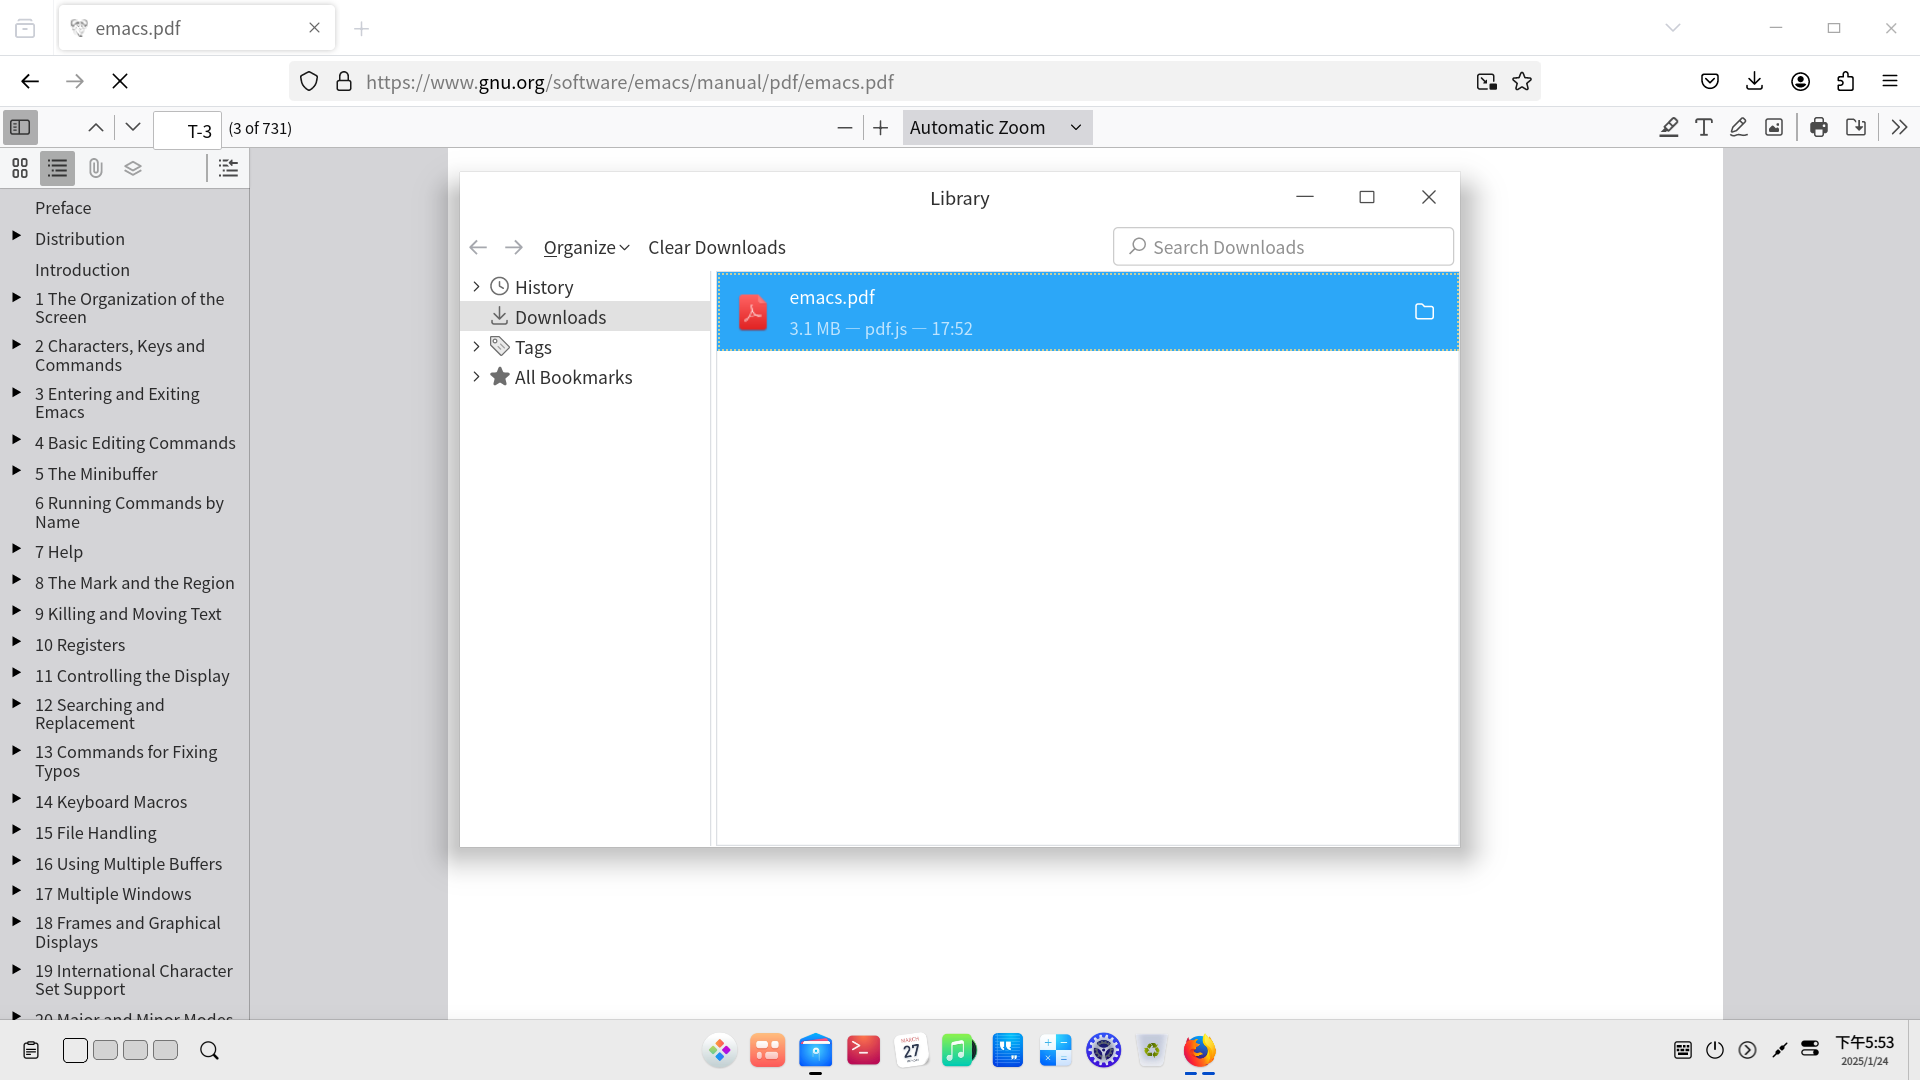 emacs.pdf
https://www.gnu.org/software/emacs/manual/pdf/emacs.pdf
T-3
(3 of 731)
Automatic Zoom
Preface
Distribution
Introduction
1 The Organization of the
Screen
2 Characters, Keys and
Commands
3 Entering and Exiting
Emacs
4 Basic Editing Commands
5 The Minibuffer
6 Running Commands by
Name
7 Help
8 The Mark and the Region
9 Killing and Moving Text
10 Registers
11 Controlling the Display
12 Searching and
Replacement
13 Commands for Fixing
Typos
14 Keyboard Macros
15 File Handling
16 Using Multiple Buffers
17 Multiple Windows
18 Frames and Graphical
Displays
19 International Character
Set Support
20 Major and Minor Modes
Library
Organize
Clear Downloads
Search Downloads
History
Downloads
Tags
All Bookmarks
emacs.pdf
3.1 MB — pdf.js — 17:52
MARCH
27
下午5:53
2025/1/24